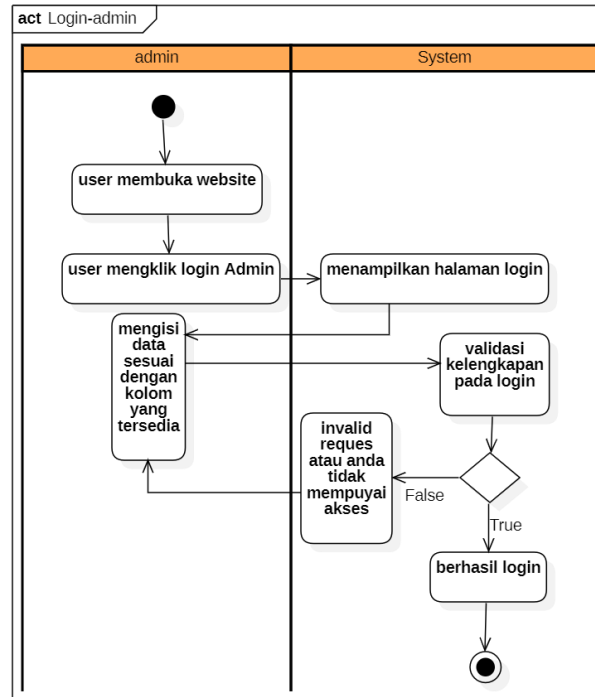 act Login-admin
admin
System
user membuka website
user mengklik login Admin
menampilkan halaman login
mengisi
data
sesuai
dengan
kolom
yang
tersedia
validasi
kelengkapan
pada login
invalid
reques
atau anda
tidak
mempuyai
akses
False
True
berhasil login